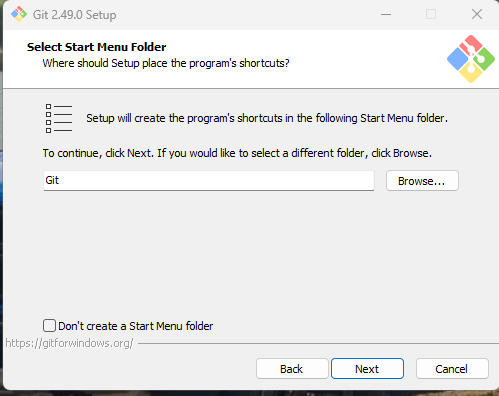 Git 2.49.0 Setup
Select Start Menu Folder
Where should Setup place the program's shortcuts?
Setup will create the program's shortcuts in the following Start Menu folder.
To continue, click Next. If you would like to select a different folder, click Browse.
Git
Browse...
Don't create a Start Menu folder
https://gitforwindows.org/
Back
Next
Cancel